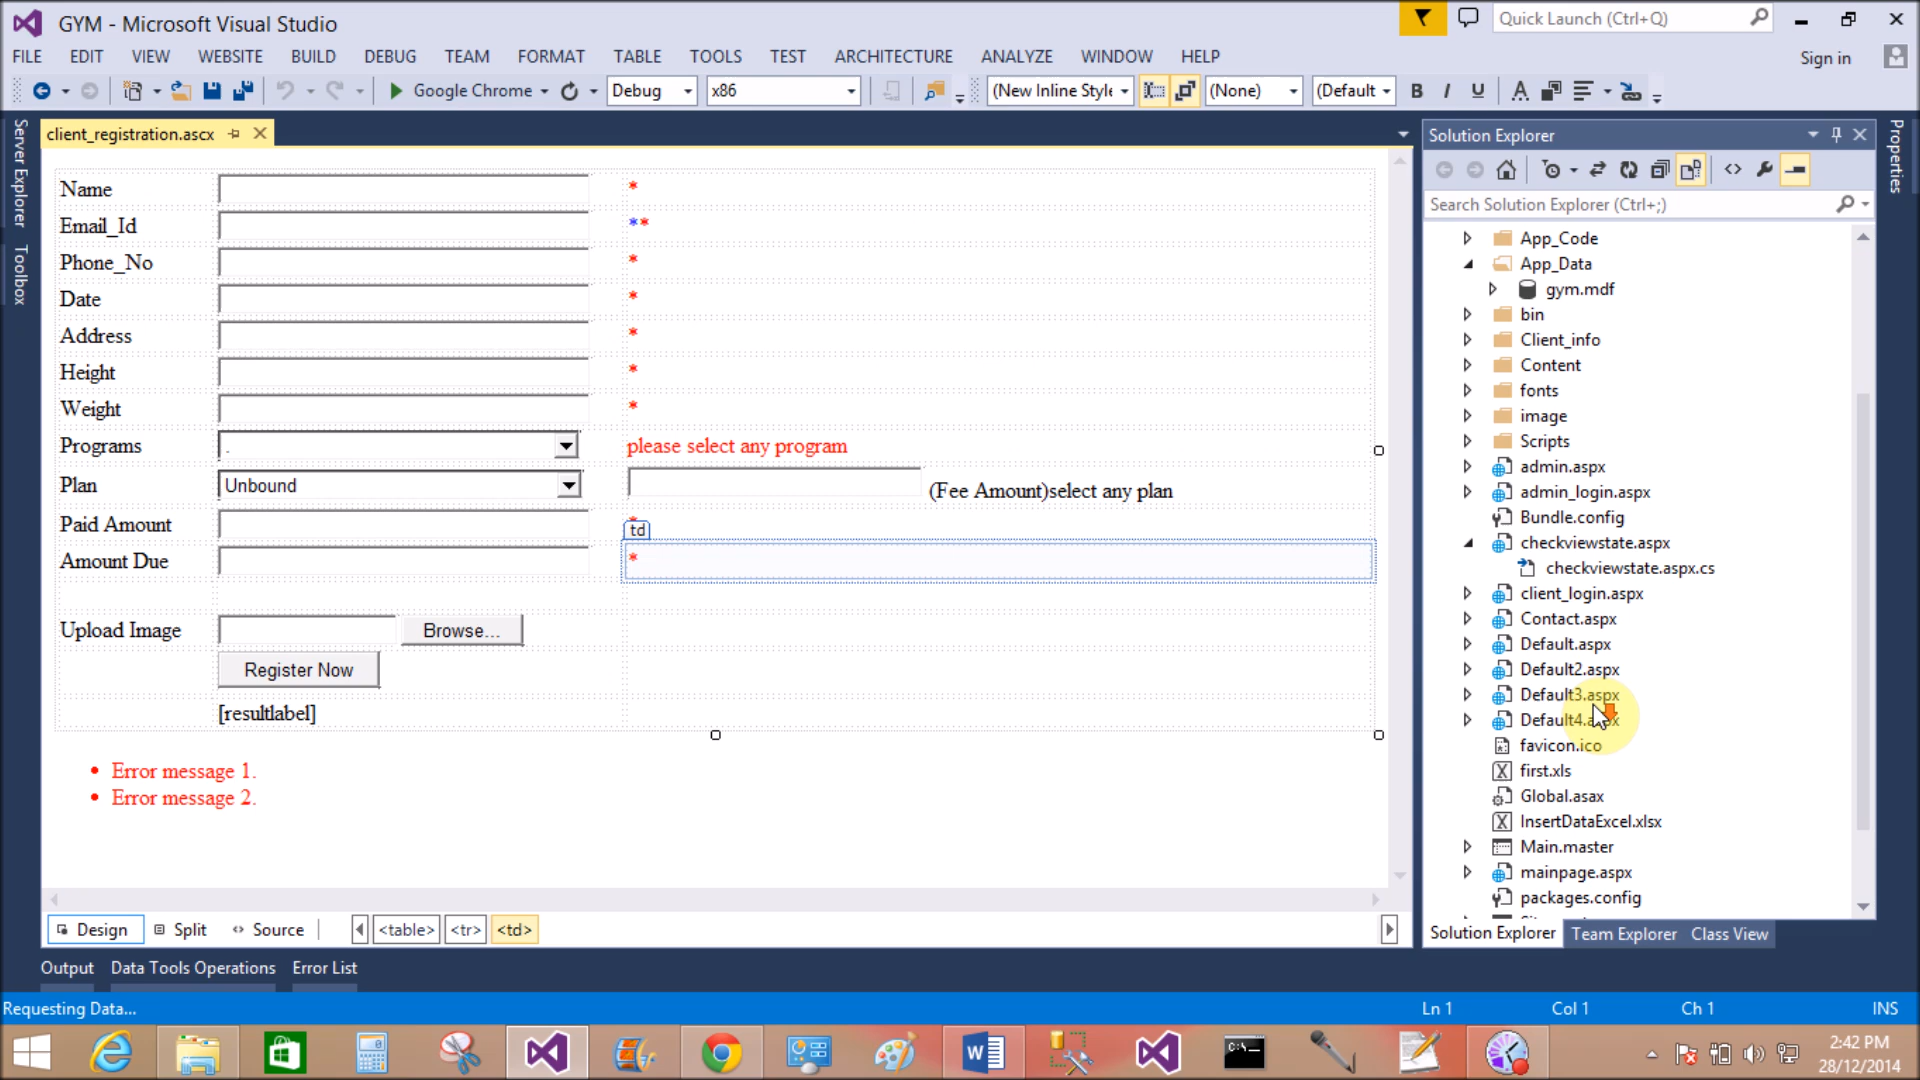 GYM - Microsoft Visual Studio
Quick Launch (Ctrl+Q)
FILE EDIT VIEW WEBSITE BUILD DEBUG TEAM FORMAT TABLE TOOLS TEST ARCHITECTURE ANALYZE WINDOW HELP
Sign in
Google Chrome Debug x86 (New Inline Style (None) (Default B I U
Server Explorer
Toolbox
client_registration.ascx
Name *
Email_Id **
Phone_No *
Date *
Address *
Height *
Weight *
Programs . please select any program
Plan Unbound (Fee Amount)select any plan
Paid Amount *
td
Amount Due *
Upload Image Browse...
Register Now
[resultlabel]
Error message 1.
Error message 2.
Design Split Source <table> <tr> <td>
Solution Explorer
Search Solution Explorer (Ctrl+;)
App_Code
App_Data
gym.mdf
bin
Client_info
Content
fonts
image
Scripts
admin.aspx
admin_login.aspx
Bundle.config
checkviewstate.aspx
checkviewstate.aspx.cs
client_login.aspx
Contact.aspx
Default.aspx
Default2.aspx
Default3.aspx
Default4.aspx
favicon.ico
first.xls
Global.asax
InsertDataExcel.xlsx
Main.master
mainpage.aspx
packages.config
Solution Explorer Team Explorer Class View
Properties
Output Data Tools Operations Error List
Requesting Data... Ln 1 Col 1 Ch 1 INS
2:42 PM
28/12/2014